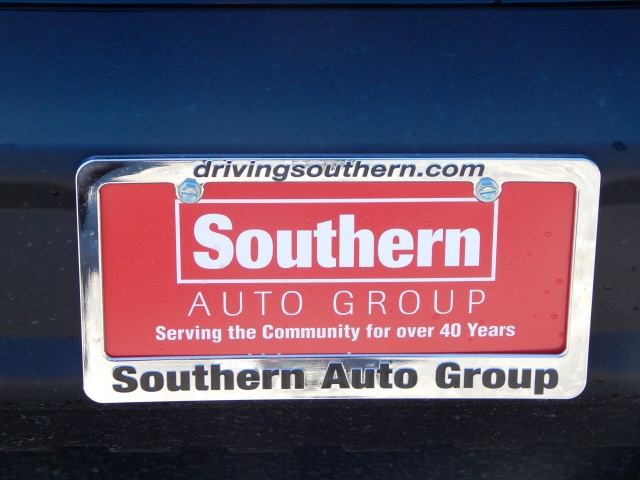 drivingsouthern.com
Southern
AUTO GROUP
Serving the Community for over 40 Years
Southern Auto Group